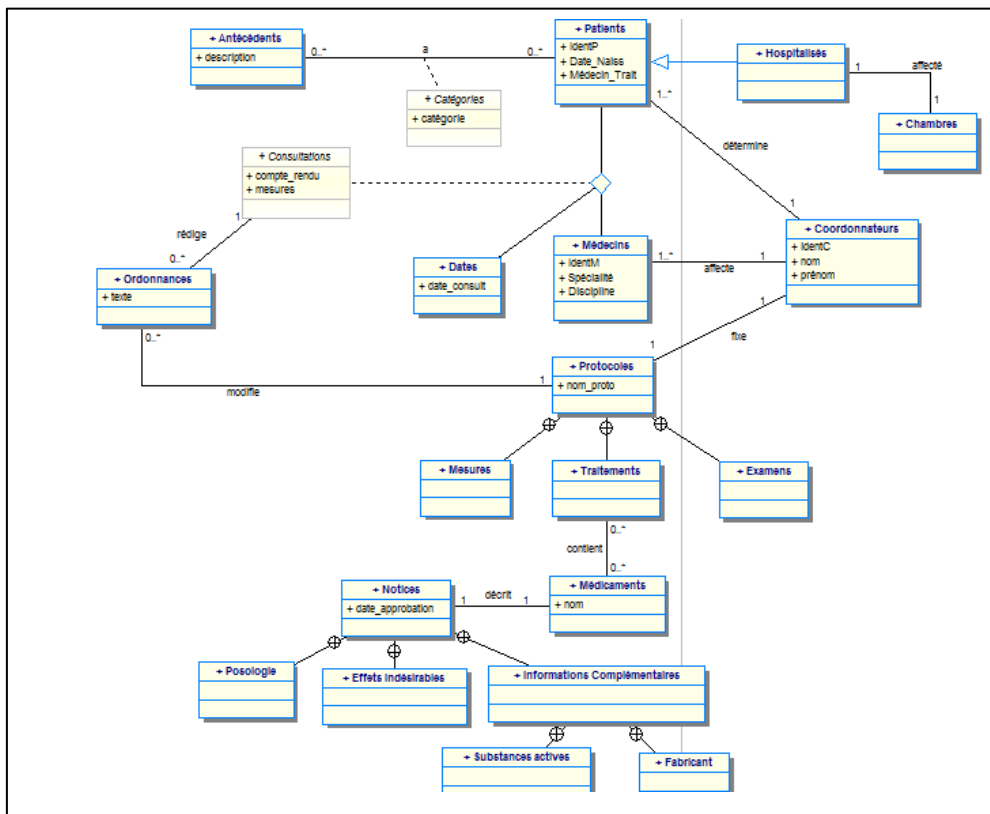 + Patients
+ IdentP
+ Date_Naiss
+ Médecin_Trait
+ Antécédents
+ description
0..*
a
0..*
+ Hospitalisés
affecté
1
1
+ Chambres
+ Catégories
+ catégorie
1..*
détermine
1
+ Consultations
+ compte_rendu
+ mesures
1
rédige
0..*
+ Ordonnances
+ texte
0..*
+ Dates
+ date_consult
+ Médecins
+ IdentM
+ Spécialité
+ Discipline
1..*
affecte
1
+ Coordonnateurs
+ IdentC
+ nom
+ prénom
1
fixe
1
modifie
1
+ Protocoles
+ nom_proto
+ Mesures
+ Traitements
+ Examens
0..*
contient
0..*
+ Notices
+ date_approbation
1
décrit
1
+ Médicaments
+ nom
+ Posologie
+ Effets Indésirables
+ Informations Complémentaires
+ Substances actives
+ Fabricant